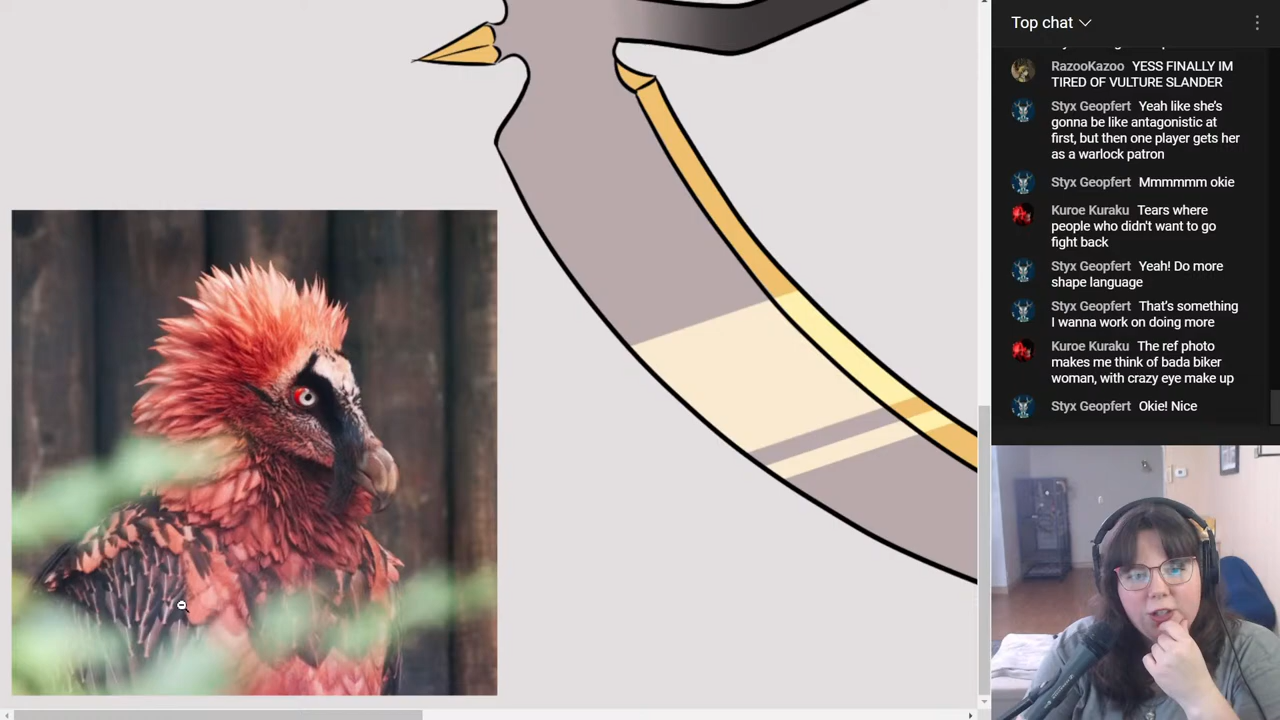 Top chat
RazooKazoo YESS FINALLY IM
TIRED OF VULTURE SLANDER
Styx Geopfert Yeah like she's
gonna be like antagonistic at
first, but then one player gets her
as a warlock patron
Styx Geopfert Mmmmmm okie
Kuroe Kuraku Tears where
people who didn't want to go
fight back
Styx Geopfert Yeah! Do more
shape language
Styx Geopfert That's something
I wanna work on doing more
Kuroe Kuraku The ref photo
makes me think of bada biker
woman, with crazy eye make up
Styx Geopfert Okie! Nice